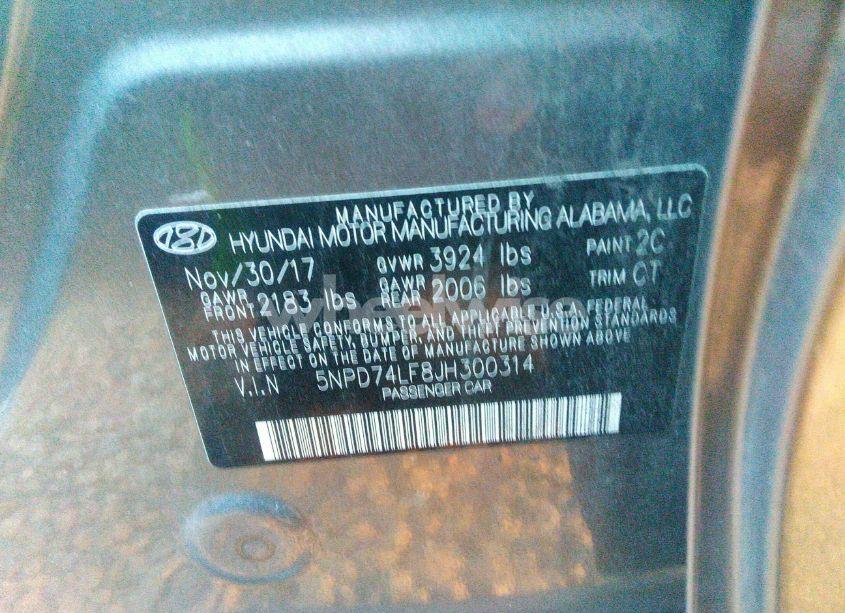 MANUFACTURED BY
HYUNDAI MOTOR MANUFACTURING ALABAMA, LLC
Nov/30/17 GVWR 3924 lbs PAINT 2C
GAWR FRONT 2183 lbs GAWR REAR 2006 lbs TRIM CT
THIS VEHICLE CONFORMS TO ALL APPLICABLE U.S. FEDERAL
MOTOR VEHICLE SAFETY, BUMPER, AND THEFT PREVENTION STANDARDS
IN EFFECT ON THE DATE OF MANUFACTURE SHOWN ABOVE
V.I.N 5NPD74LF8JH300314
PASSENGER CAR